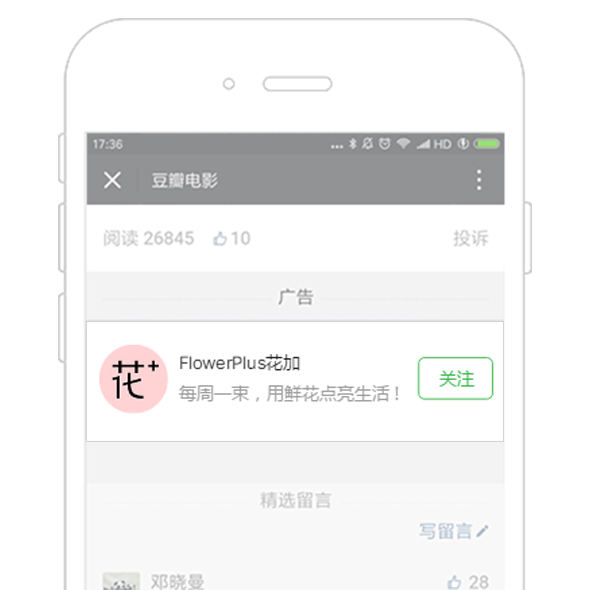 17:36 ... HD
豆瓣电影
阅读 26845 10 投诉
广告
花+
FlowerPlus花加
每周一束，用鲜花点亮生活！
关注
精选留言
写留言
邓晓曼 28